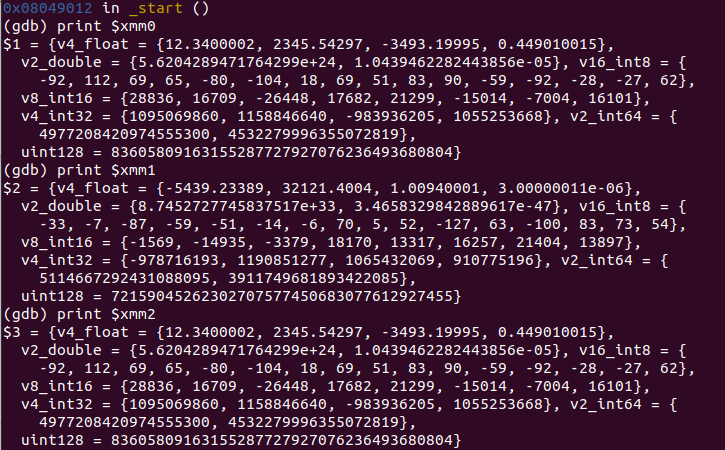 0x08049012 in _start ()
(gdb) print $xmm0
$1 = {v4_float = {12.3400002, 2345.54297, -3493.19995, 0.449010015},
v2_double = {5.6204289471764299e+24, 1.0439462282443856e-05}, v16_int8 = {
-92, 112, 69, 65, -80, -104, 18, 69, 51, 83, 90, -59, -92, -28, -27, 62},
v8_int16 = {28836, 16709, -26448, 17682, 21299, -15014, -7004, 16101},
v4_int32 = {1095069860, 1158846640, -983936205, 1055253668}, v2_int64 = {
4977208420974555300, 4532279996355072819},
uint128 = 83605809163155287727927076236493680804}
(gdb) print $xmm1
$2 = {v4_float = {-5439.23389, 32121.4004, 1.00940001, 3.00000011e-06},
v2_double = {8.7452727745837517e+33, 3.4658329842889617e-47}, v16_int8 = {
-33, -7, -87, -59, -51, -14, -6, 70, 5, 52, -127, 63, -100, 83, 73, 54},
v8_int16 = {-1569, -14935, -3379, 18170, 13317, 16257, 21404, 13897},
v4_int32 = {-978716193, 1190851277, 1065432069, 910775196}, v2_int64 = {
5114667292431088095, 3911749681893422085},
uint128 = 72159045262302707577450683077612927455}
(gdb) print $xmm2
$3 = {v4_float = {12.3400002, 2345.54297, -3493.19995, 0.449010015},
v2_double = {5.6204289471764299e+24, 1.0439462282443856e-05}, v16_int8 = {
-92, 112, 69, 65, -80, -104, 18, 69, 51, 83, 90, -59, -92, -28, -27, 62},
v8_int16 = {28836, 16709, -26448, 17682, 21299, -15014, -7004, 16101},
v4_int32 = {1095069860, 1158846640, -983936205, 1055253668}, v2_int64 = {
4977208420974555300, 4532279996355072819},
uint128 = 83605809163155287727927076236493680804}